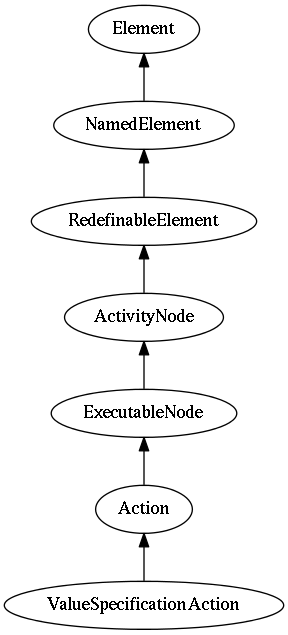 Element
NamedElement
RedefinableElement
ActivityNode
ExecutableNode
Action
ValueSpecificationAction